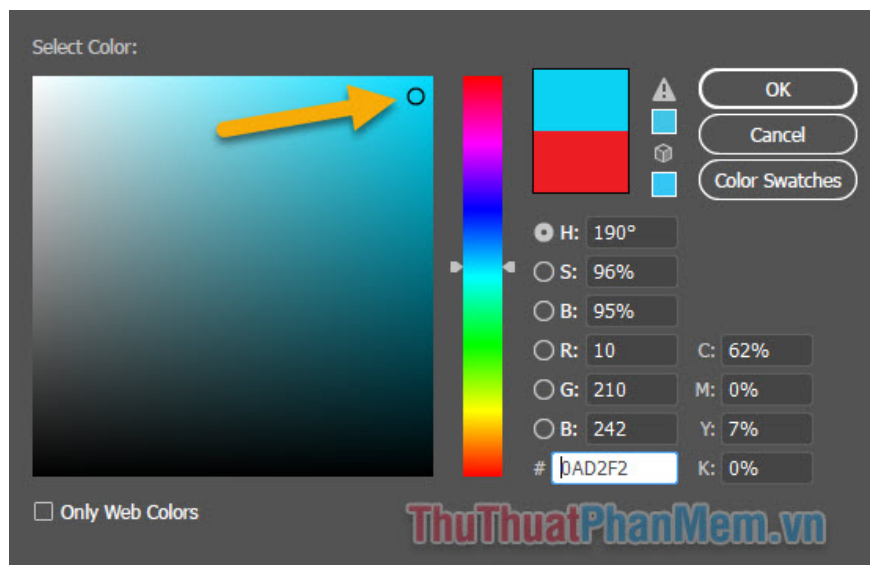 Select Color:
OK
Cancel
Color Swatches
H: 190°
S: 96%
B: 95%
R: 10
C: 62%
G: 210
M: 0%
B: 242
Y: 7%
# 0AD2F2
K: 0%
Only Web Colors
ThuThuatPhanMem.vn